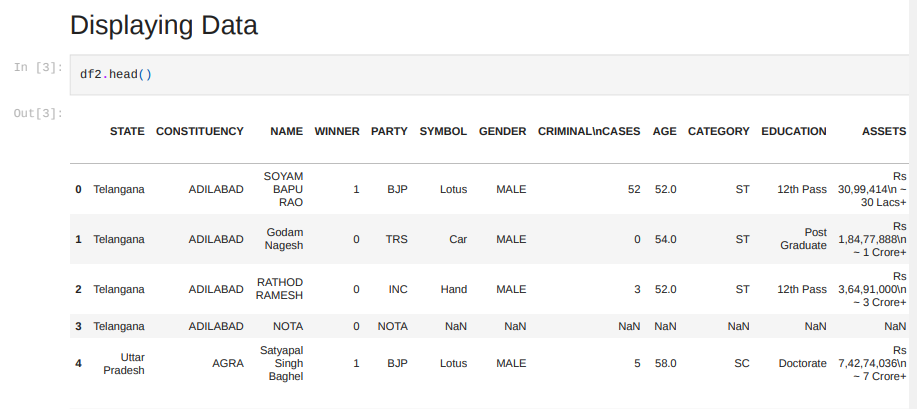 Displaying Data
In [3]: df2.head()
Out[3]:
STATE CONSTITUENCY NAME WINNER PARTY SYMBOL GENDER CRIMINAL\nCASES AGE CATEGORY EDUCATION ASSETS
0 Telangana ADILABAD SOYAM BAPU RAO 1 BJP Lotus MALE 52 52.0 ST 12th Pass Rs 30,99,414\n ~ 30 Lacs+
1 Telangana ADILABAD Godam Nagesh 0 TRS Car MALE 0 54.0 ST Post Graduate Rs 1,84,77,888\n ~ 1 Crore+
2 Telangana ADILABAD RATHOD RAMESH 0 INC Hand MALE 3 52.0 ST 12th Pass Rs 3,64,91,000\n ~ 3 Crore+
3 Telangana ADILABAD NOTA 0 NOTA NaN NaN NaN NaN NaN NaN NaN
4 Uttar Pradesh AGRA Satyapal Singh Baghel 1 BJP Lotus MALE 5 58.0 SC Doctorate Rs 7,42,74,036\n ~ 7 Crore+